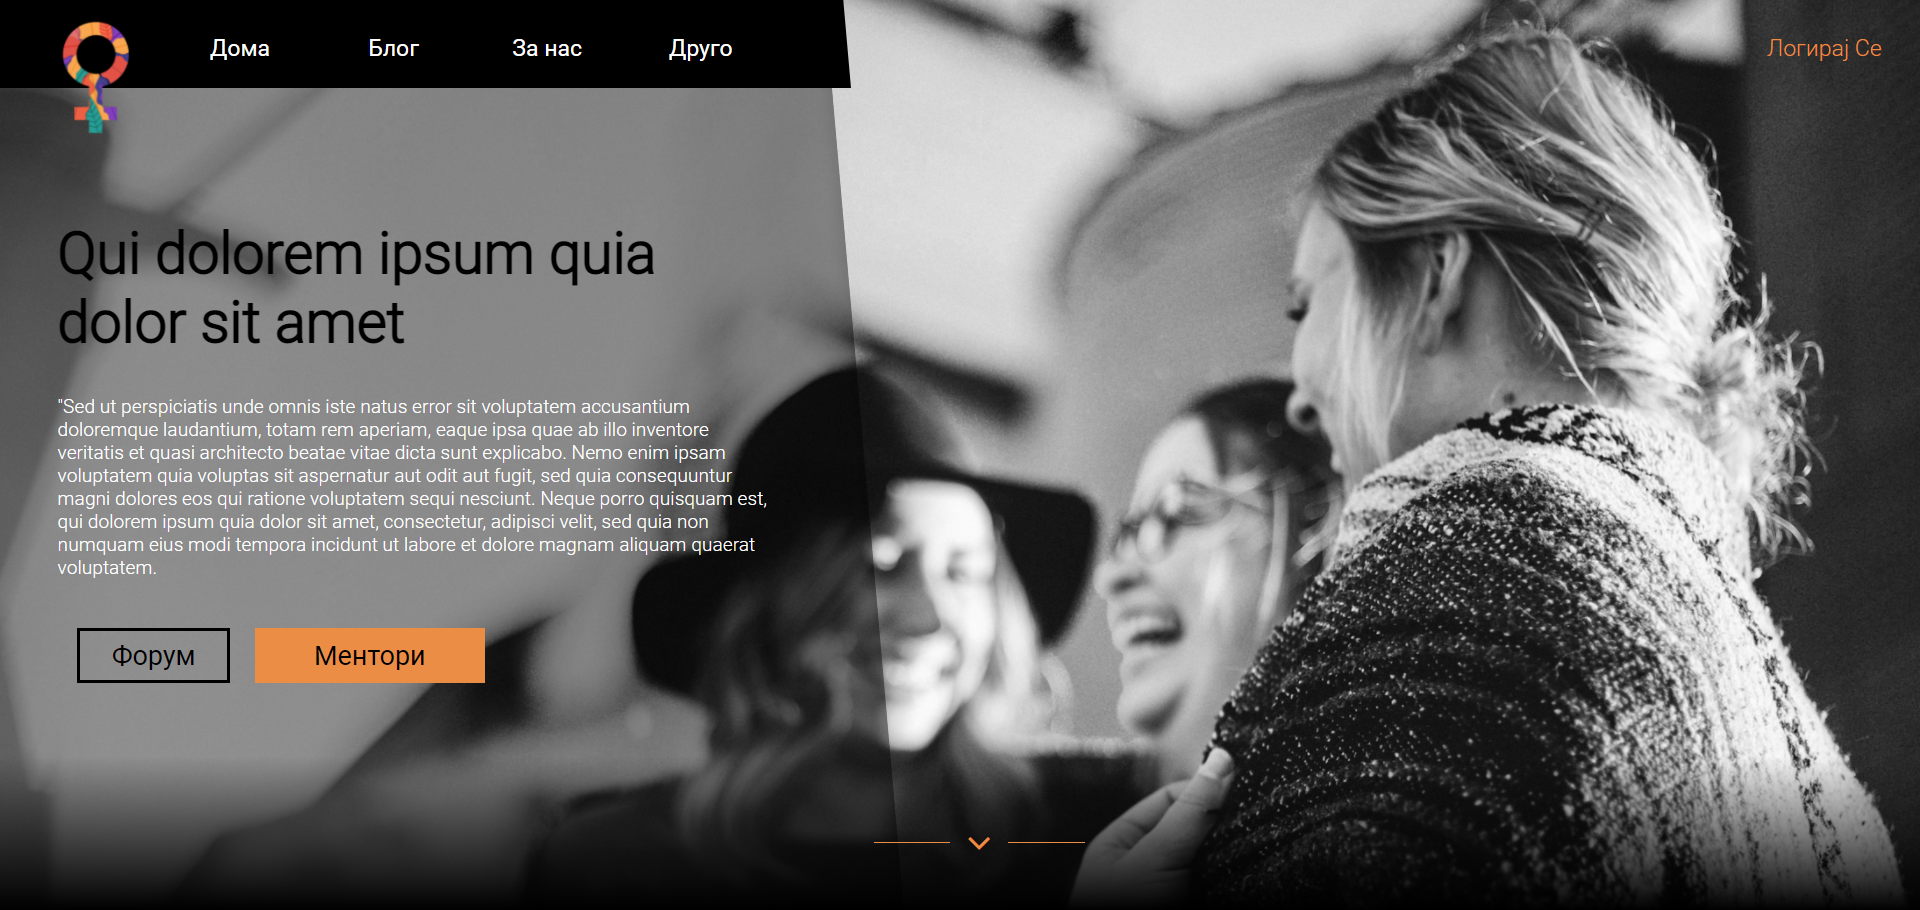 Дома
Блог
За нас
Друго
Логирај Се
Qui dolorem ipsum quia
dolor sit amet
"Sed ut perspiciatis unde omnis iste natus error sit voluptatem accusantium
doloremque laudantium, totam rem aperiam, eaque ipsa quae ab illo inventore
veritatis et quasi architecto beatae vitae dicta sunt explicabo. Nemo enim ipsam
voluptatem quia voluptas sit aspernatur aut odit aut fugit, sed quia consequuntur
magni dolores eos qui ratione voluptatem sequi nesciunt. Neque porro quisquam est,
qui dolorem ipsum quia dolor sit amet, consectetur, adipisci velit, sed quia non
numquam eius modi tempora incidunt ut labore et dolore magnam aliquam quaerat
voluptatem.
Форум
Ментори